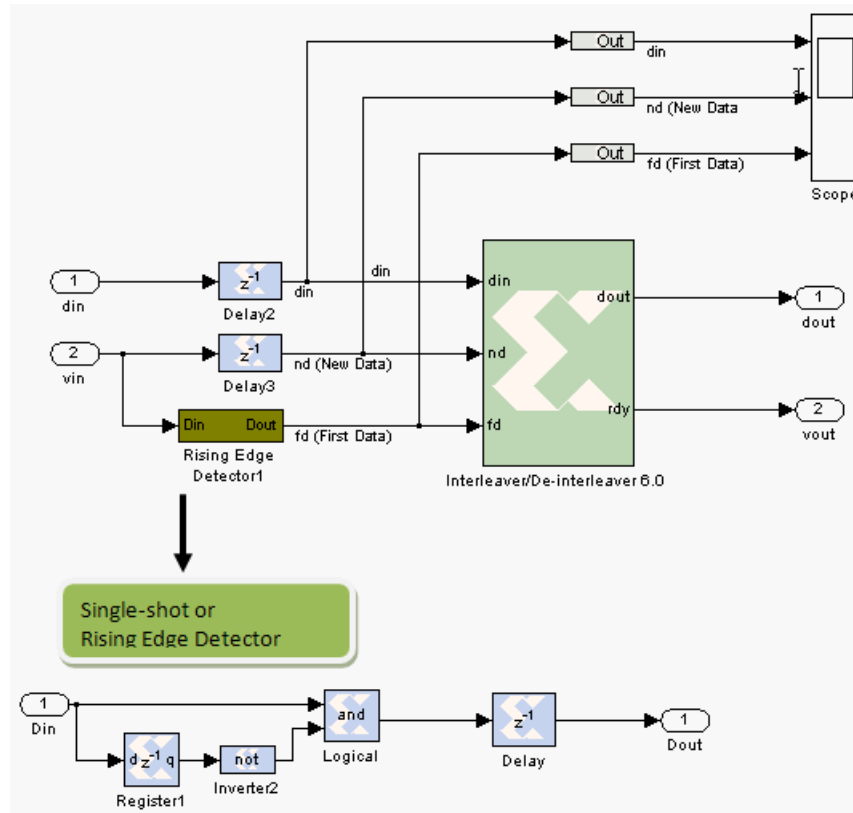 Out
din
Out
nd (New Data
Out
fd (First Data)
Scope
1
din
z-1
din
din
Delay2
din
dout
1
dout
2
vin
z-1
nd (New Data)
Delay3
nd
Din Dout
fd (First Data)
Rising Edge
Detector1
fd
rdy
2
vout
Interleaver/De-interleaver 6.0
Single-shot or
Rising Edge Detector
1
Din
d z-1 q
Register1
not
Inverter2
and
Logical
z-1
Delay
1
Dout